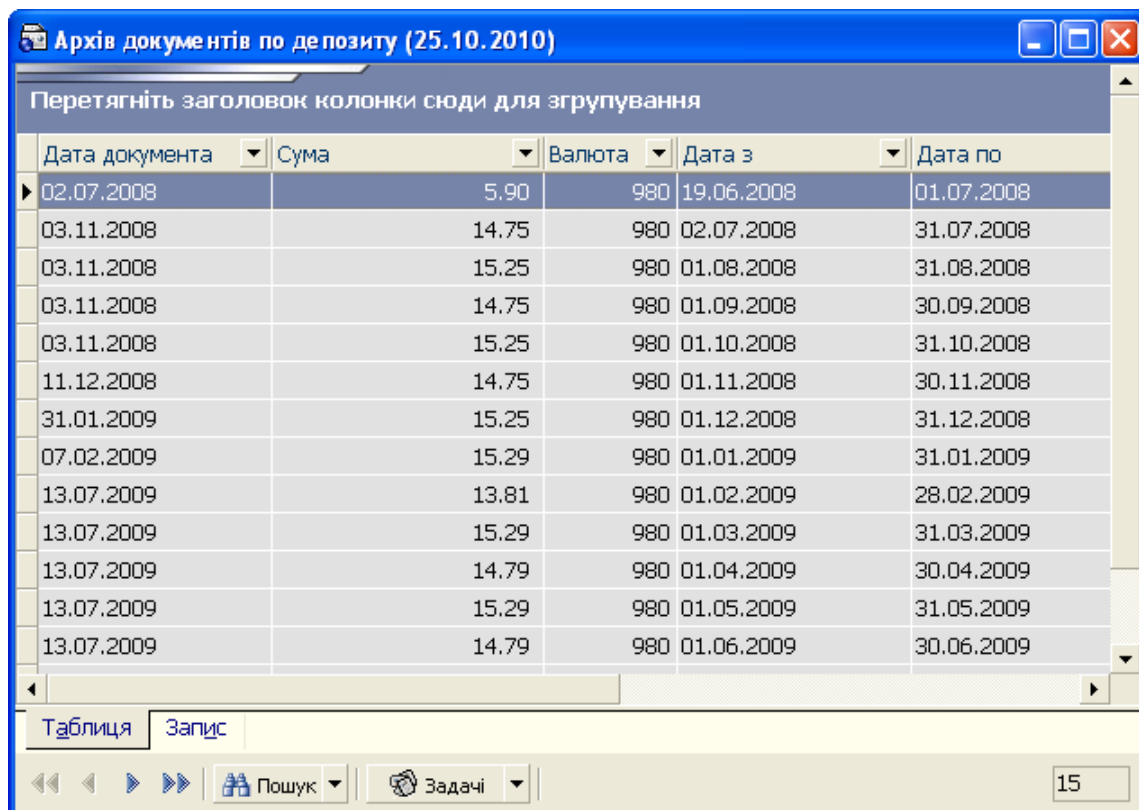 Архів документів по депозиту (25.10.2010)
Перетягніть заголовок колонки сюди для згрупування
Дата документа Сума Валюта Дата з Дата по
02.07.2008 5.90 980 19.06.2008 01.07.2008
03.11.2008 14.75 980 02.07.2008 31.07.2008
03.11.2008 15.25 980 01.08.2008 31.08.2008
03.11.2008 14.75 980 01.09.2008 30.09.2008
03.11.2008 15.25 980 01.10.2008 31.10.2008
11.12.2008 14.75 980 01.11.2008 30.11.2008
31.01.2009 15.25 980 01.12.2008 31.12.2008
07.02.2009 15.29 980 01.01.2009 31.01.2009
13.07.2009 13.81 980 01.02.2009 28.02.2009
13.07.2009 15.29 980 01.03.2009 31.03.2009
13.07.2009 14.79 980 01.04.2009 30.04.2009
13.07.2009 15.29 980 01.05.2009 31.05.2009
13.07.2009 14.79 980 01.06.2009 30.06.2009
Таблиця Запис
Пошук Задачі 15